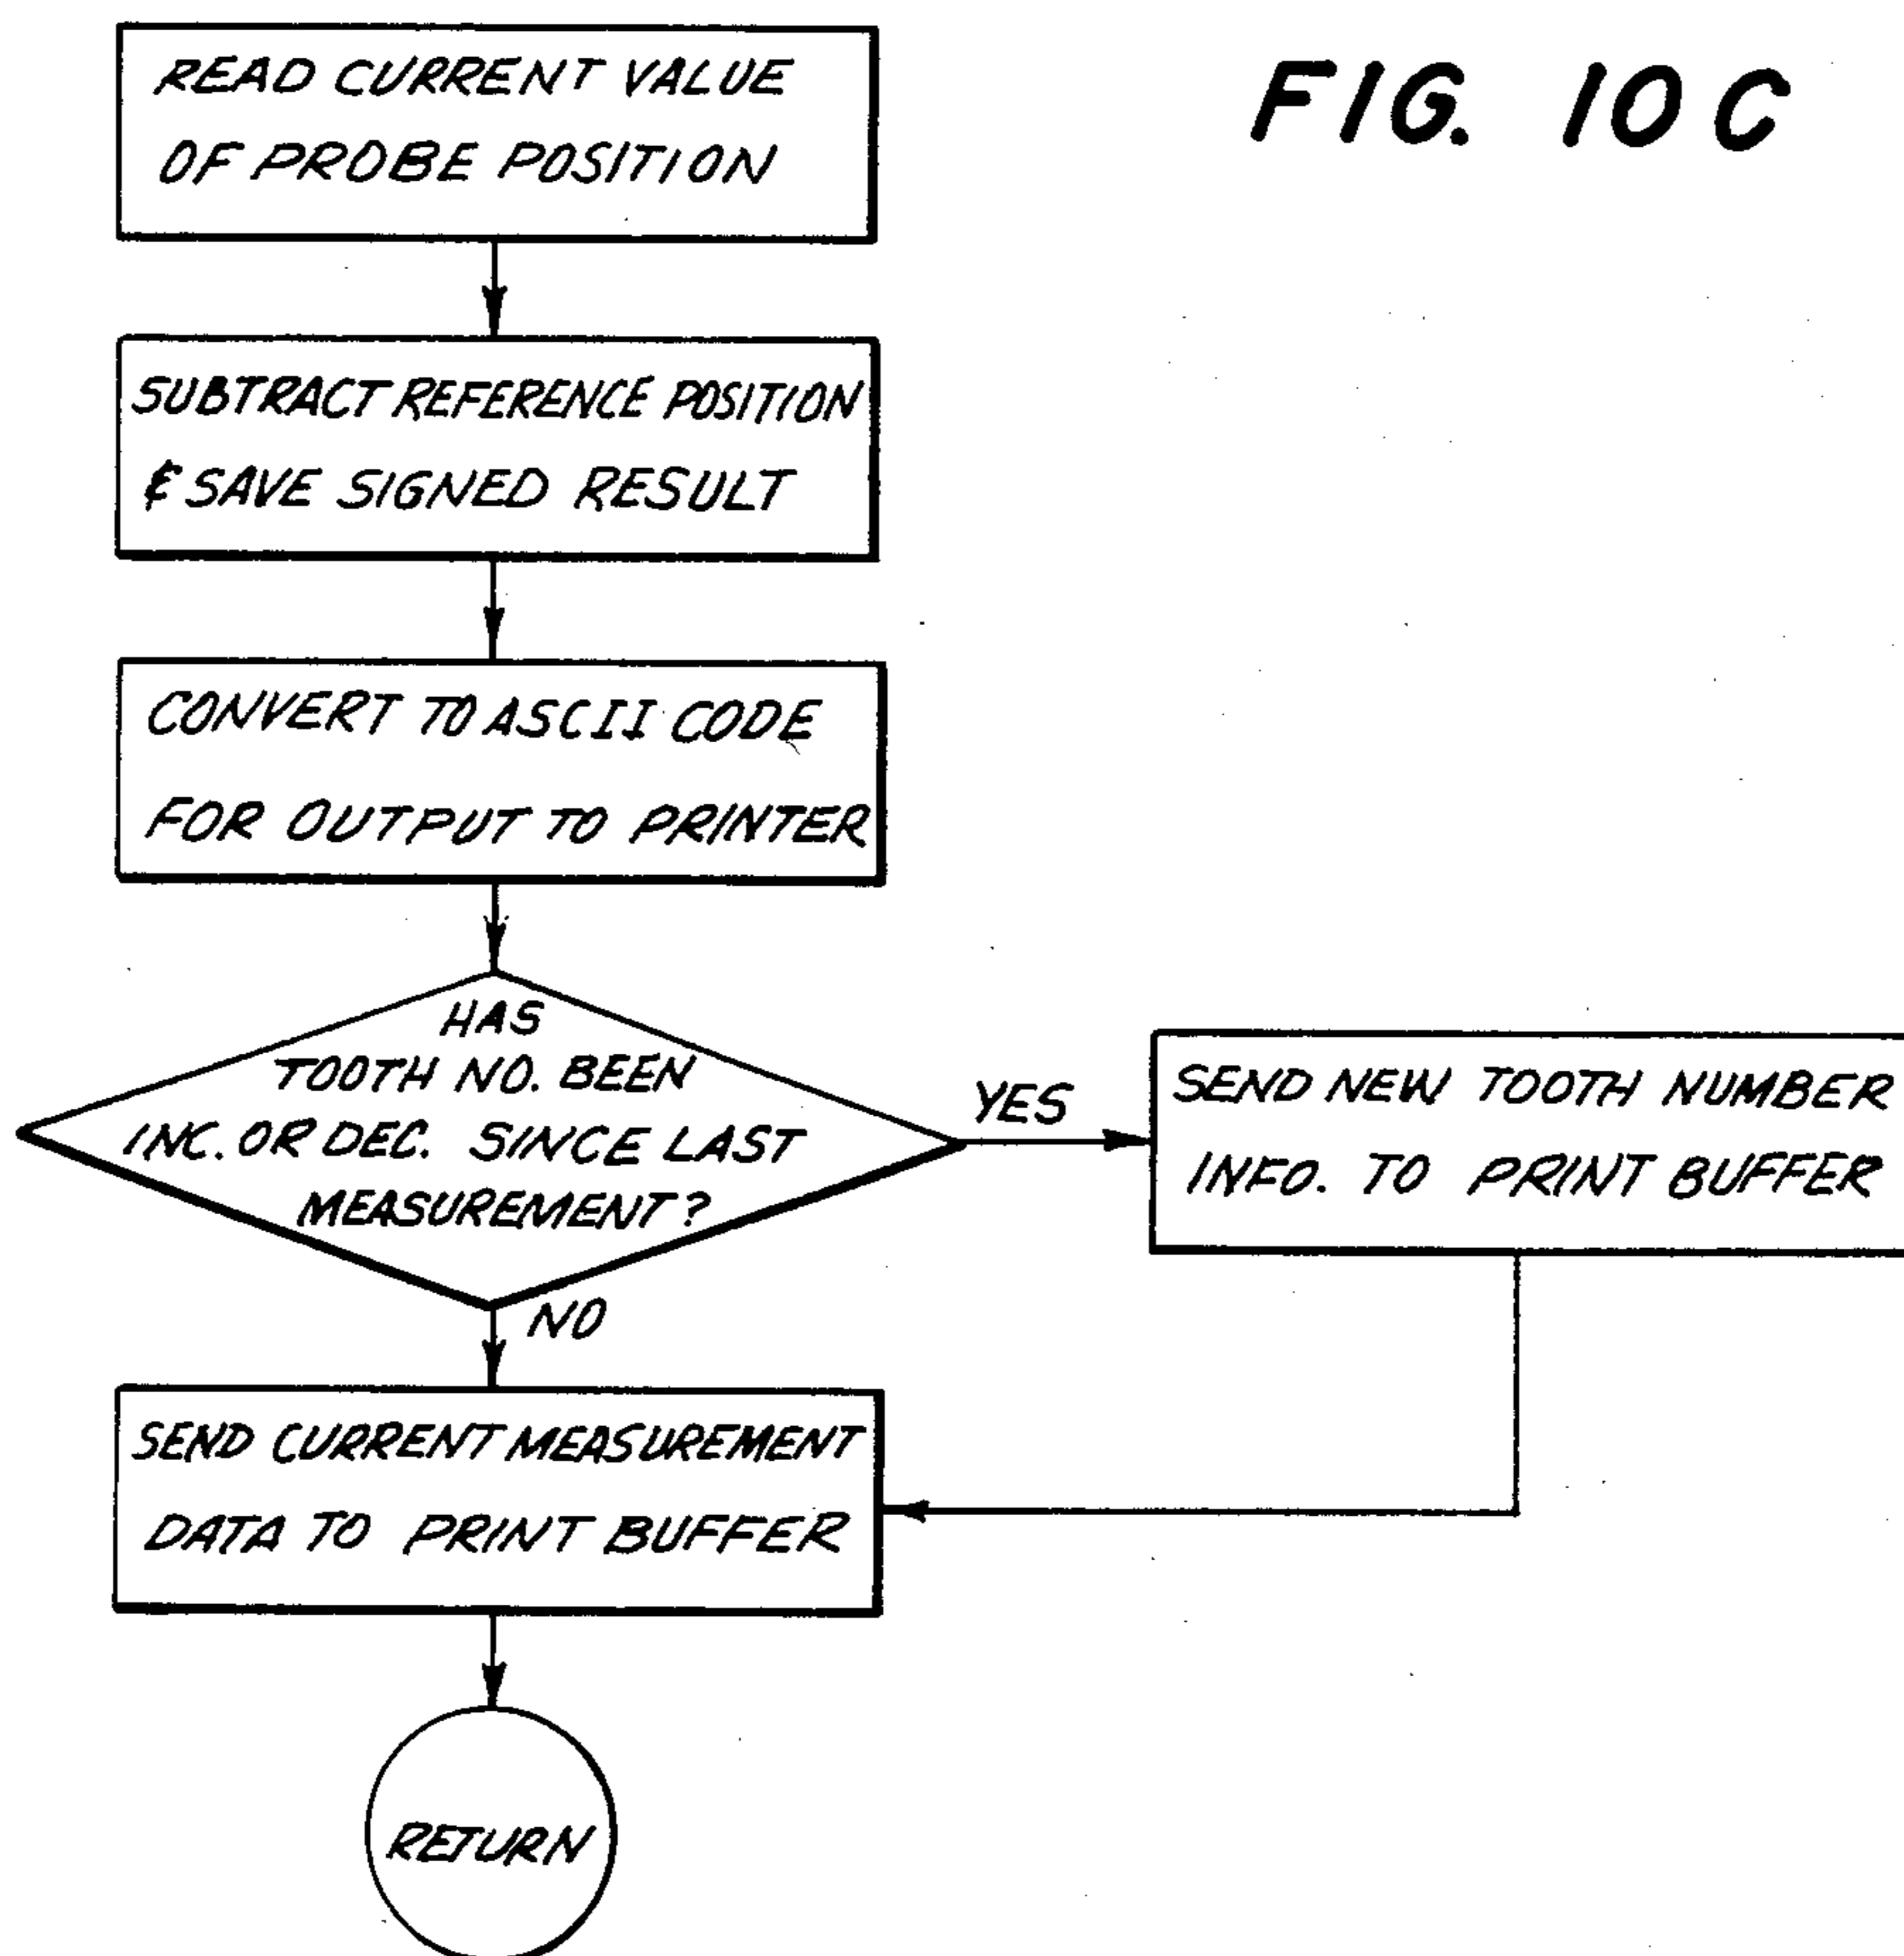 FIG. 10C
READ CURRENT VALUE
OF PROBE POSITION
SUBTRACT REFERENCE POSITION
& SAVE SIGNED RESULT
CONVERT TO ASCII CODE
FOR OUTPUT TO PRINTER
HAS
TOOTH NO. BEEN
INC. OR DEC. SINCE LAST
MEASUREMENT?
YES
SEND NEW TOOTH NUMBER
INFO. TO PRINT BUFFER
NO
SEND CURRENT MEASUREMENT
DATA TO PRINT BUFFER
RETURN